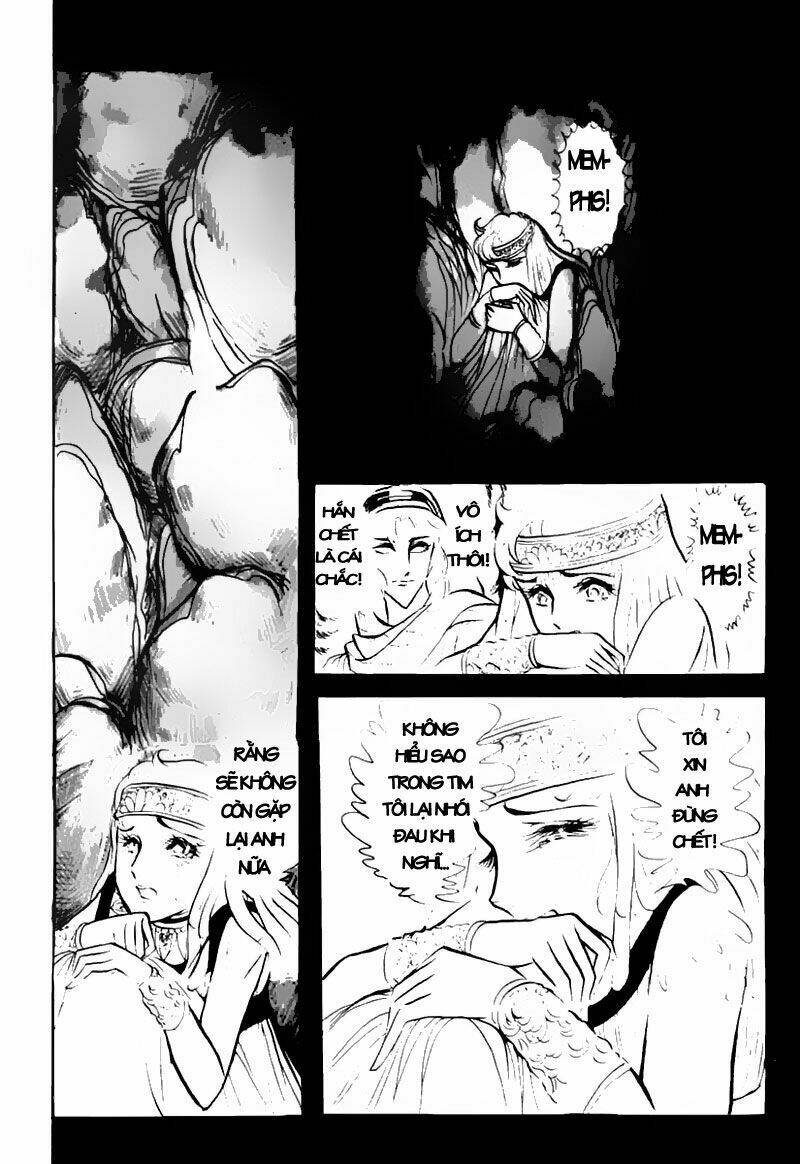 MEM-
PHIS!
MEM-
PHIS!
VÔ
ÍCH
THÔI!
HẮN
CHẾT
LÀ CÁI
CHẮC!
TÔI
XIN
ANH
ĐỪNG
CHẾT!
KHÔNG
HIỂU SAO
TRONG TIM
TÔI LẠI NHÓI
ĐAU KHI
NGHĨ...
RẰNG
SẼ KHÔNG
CÒN GẶP
LẠI ANH
NỮA